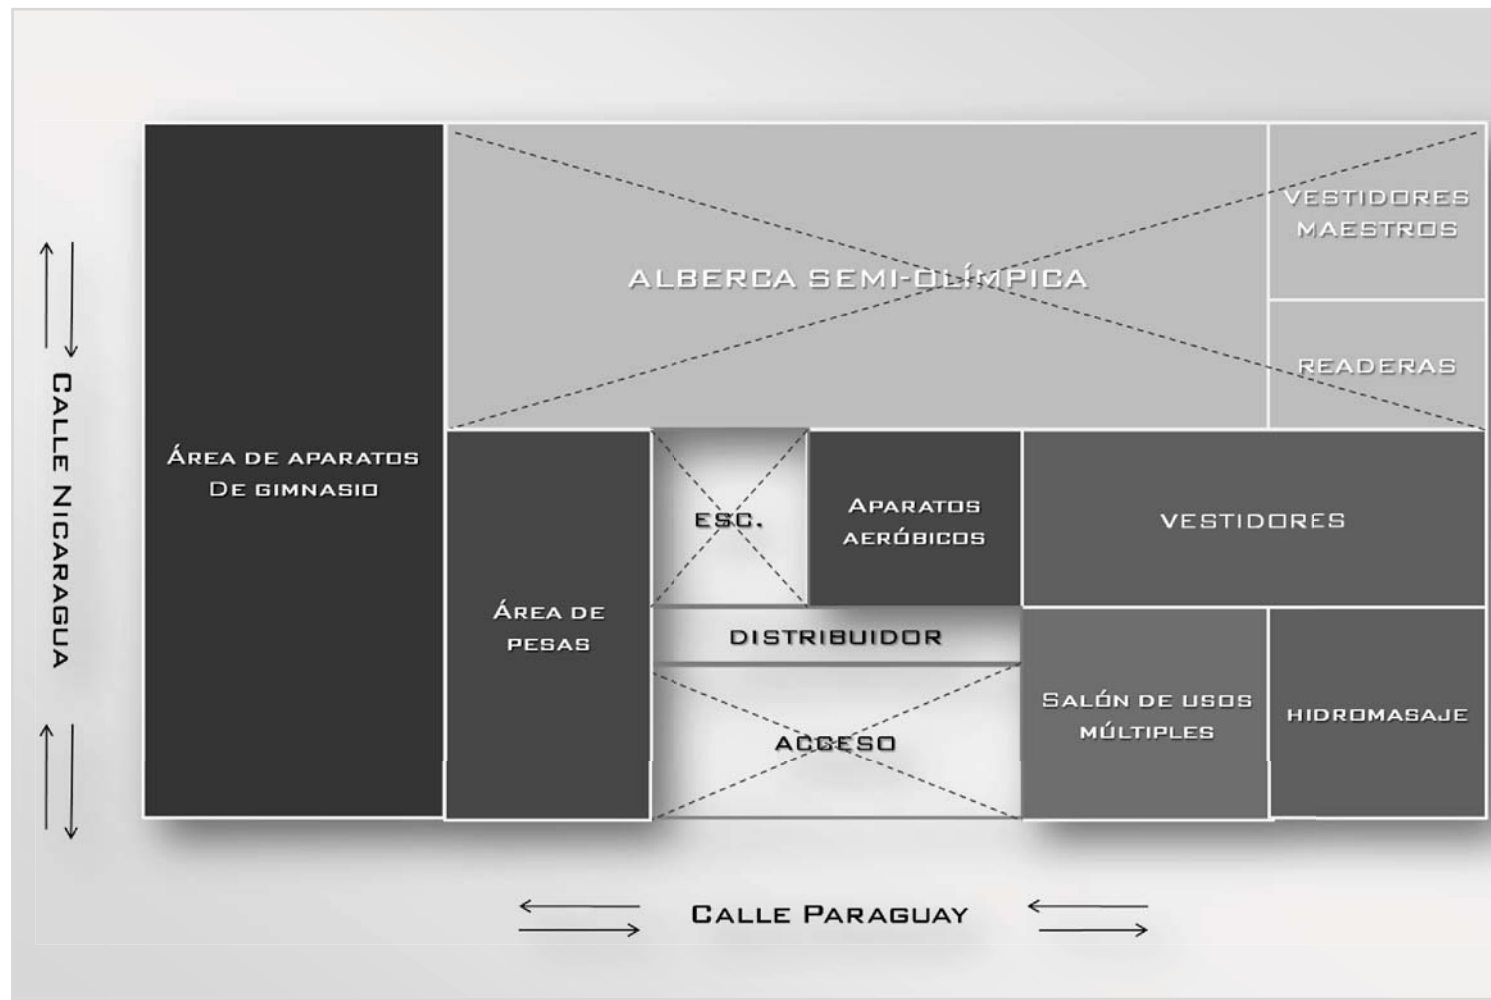 VESTIDORES
MAESTROS
ALBERCA SEMI-OLÍMPICA
READERAS
ÁREA DE APARATOS
DE GIMNASIO
ESC.
APARATOS
AERÓBICOS
VESTIDORES
ÁREA DE
PESAS
DISTRIBUIDOR
SALÓN DE USOS
MÚLTIPLES
HIDROMASAJE
ACCESO
CALLE NICARAGUA
CALLE PARAGUAY